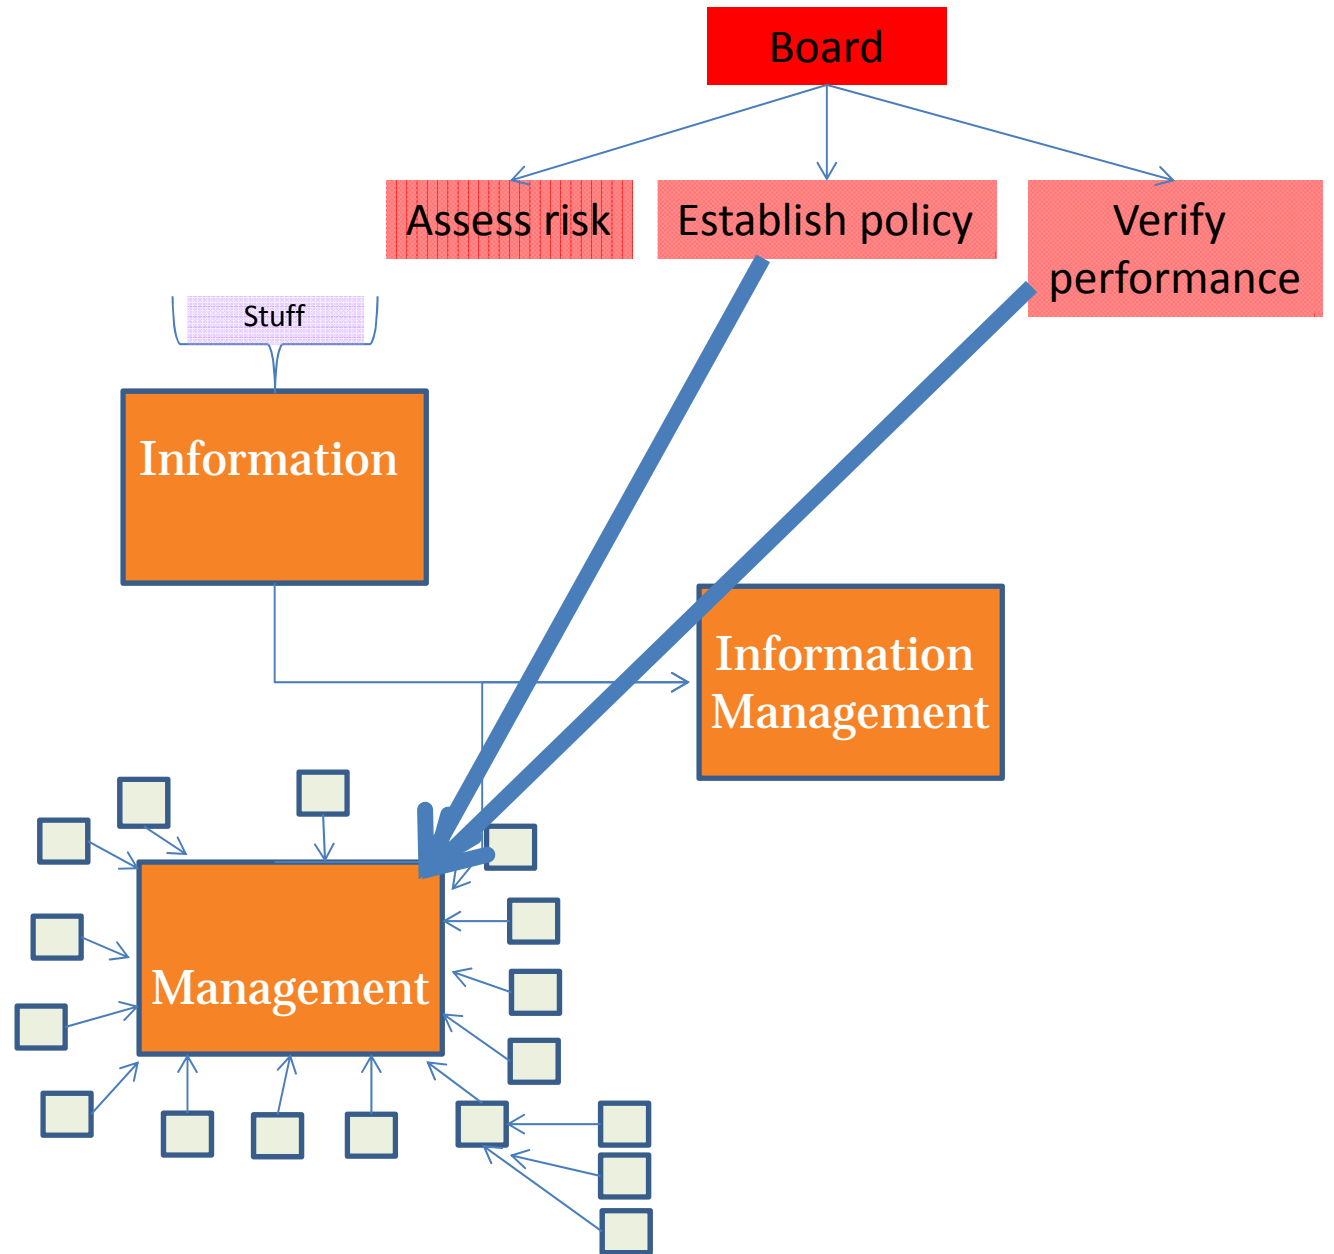 Board
Assess risk
Establish policy
Verify
performance
Stuff
Information
Information
Management
Management